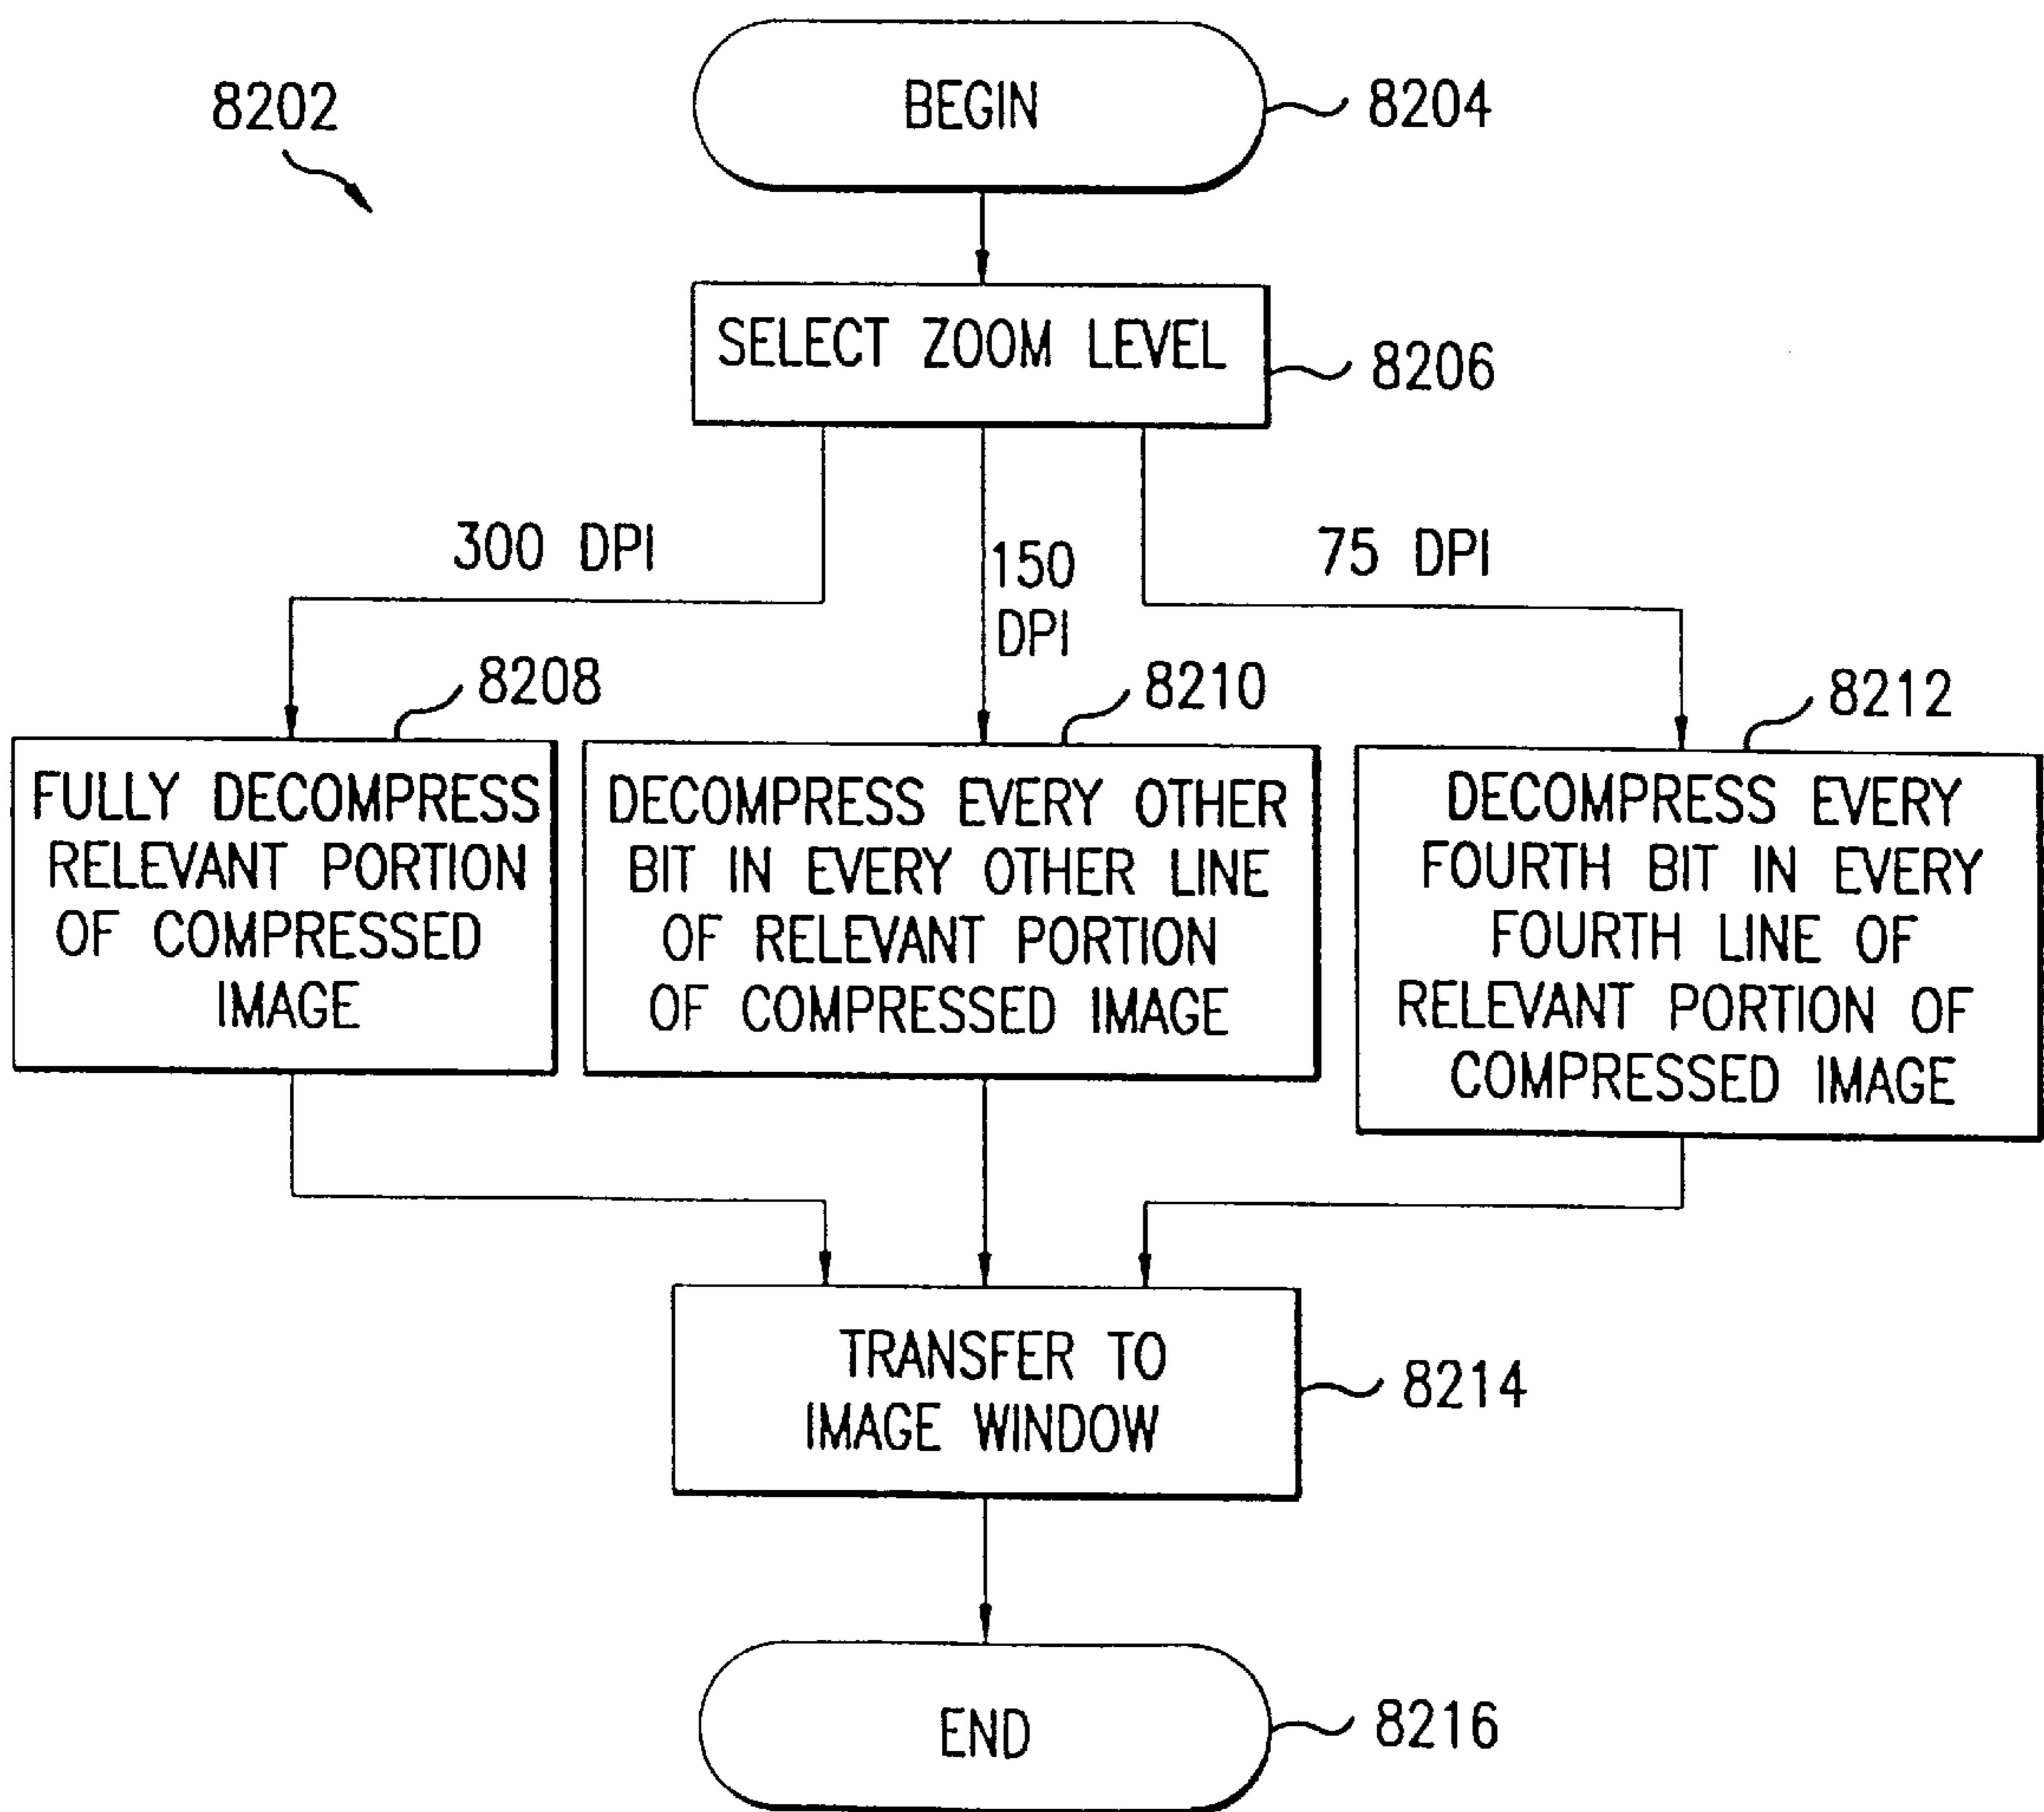 8202
BEGIN
8204
SELECT ZOOM LEVEL
8206
300 DPI
150
DPI
75 DPI
8208
8210
8212
FULLY DECOMPRESS
RELEVANT PORTION
OF COMPRESSED
IMAGE
DECOMPRESS EVERY OTHER
BIT IN EVERY OTHER LINE
OF RELEVANT PORTION
OF COMPRESSED IMAGE
DECOMPRESS EVERY
FOURTH BIT IN EVERY
FOURTH LINE OF
RELEVANT PORTION OF
COMPRESSED IMAGE
TRANSFER TO
IMAGE WINDOW
8214
END
8216